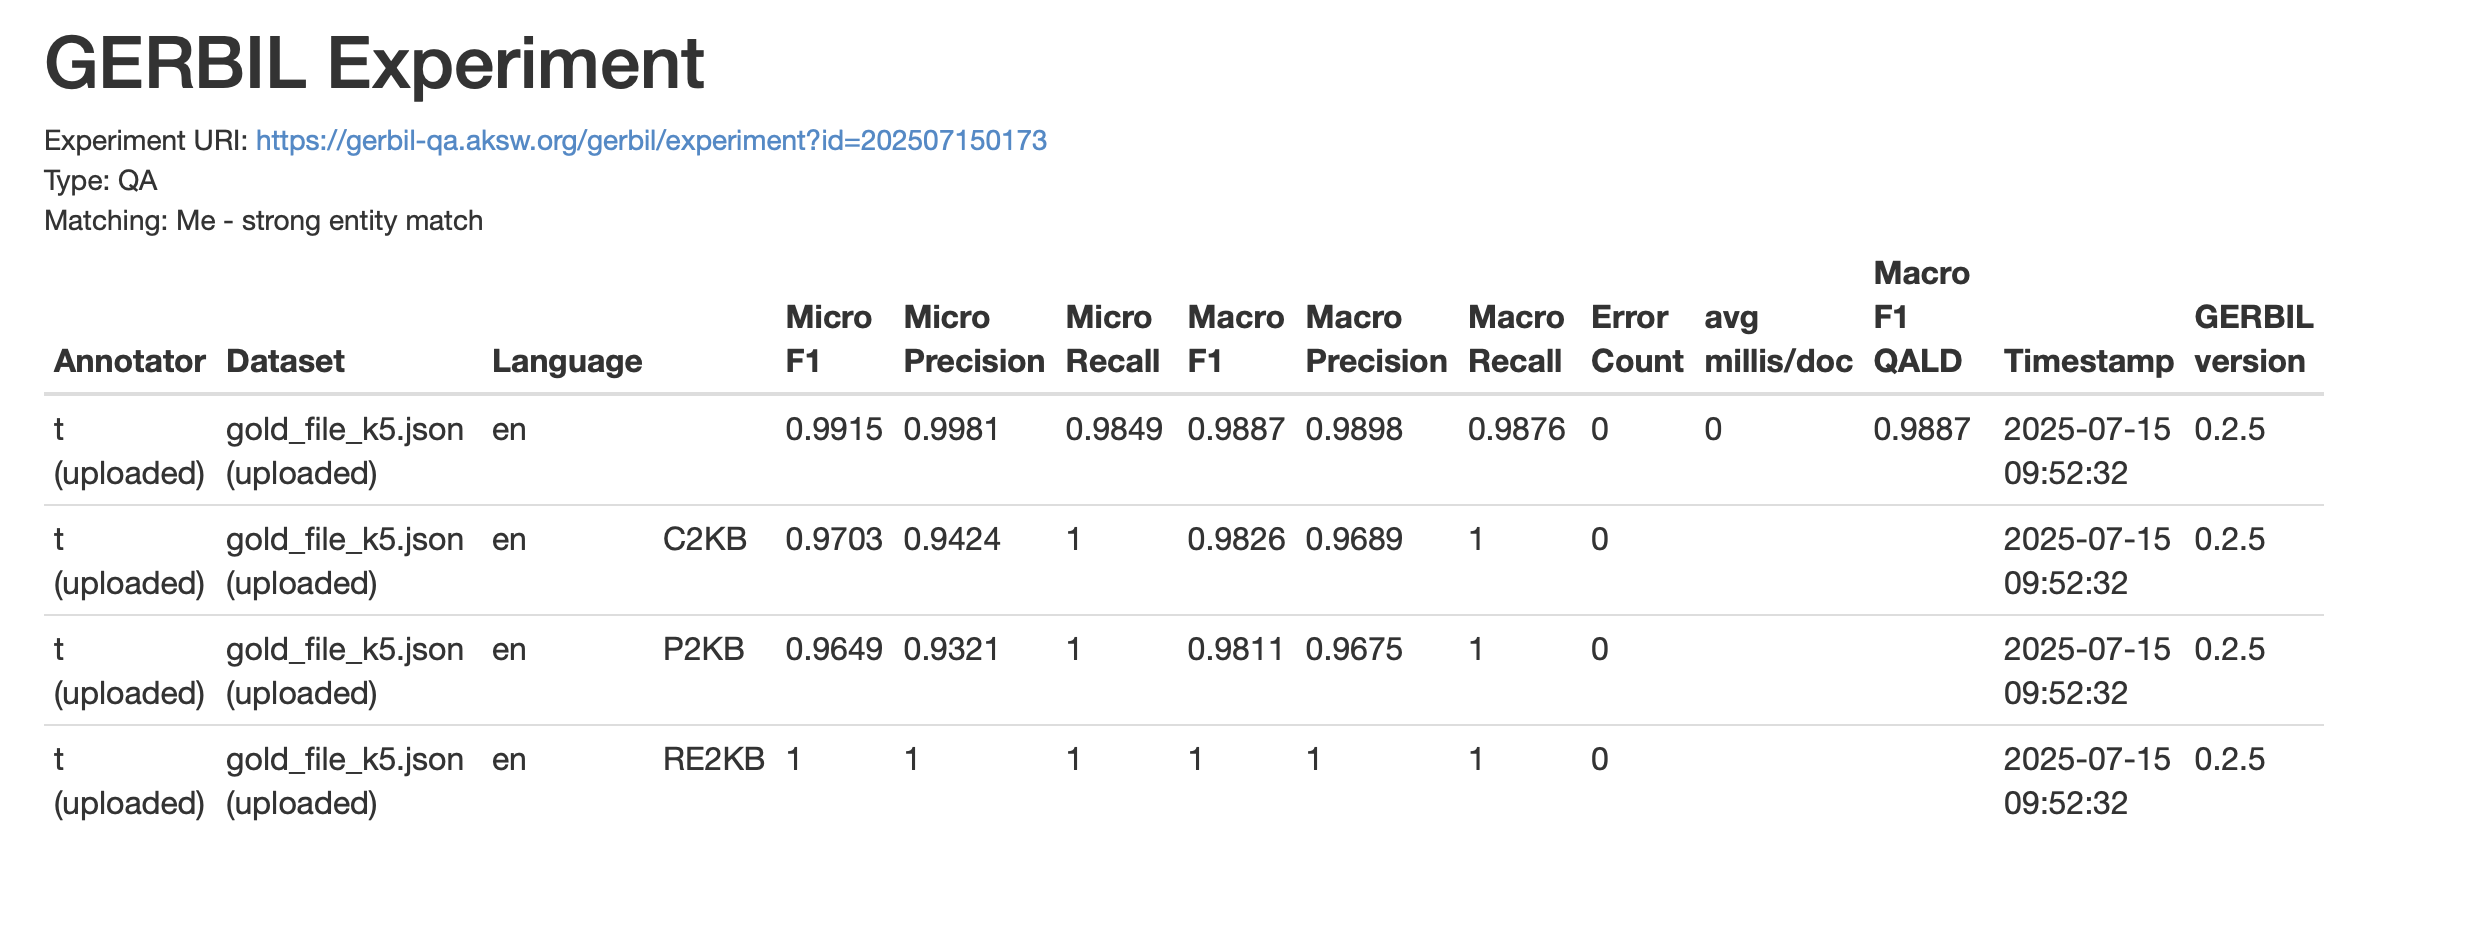 GERBIL Experiment
Experiment URI: https://gerbil-qa.aksw.org/gerbil/experiment?id=202507150173
Type: QA
Matching: Me - strong entity match
Macro
Micro Micro Micro Macro Macro Macro Error avg F1 GERBIL
Annotator Dataset Language F1 Precision Recall F1 Precision Recall Count millis/doc QALD Timestamp version
t gold_file_k5.json en 0.9915 0.9981 0.9849 0.9887 0.9898 0.9876 0 0 0.9887 2025-07-15 0.2.5
(uploaded) (uploaded) 09:52:32
t gold_file_k5.json en C2KB 0.9703 0.9424 1 0.9826 0.9689 1 0 2025-07-15 0.2.5
(uploaded) (uploaded) 09:52:32
t gold_file_k5.json en P2KB 0.9649 0.9321 1 0.9811 0.9675 1 0 2025-07-15 0.2.5
(uploaded) (uploaded) 09:52:32
t gold_file_k5.json en RE2KB 1 1 1 1 1 1 0 2025-07-15 0.2.5
(uploaded) (uploaded) 09:52:32